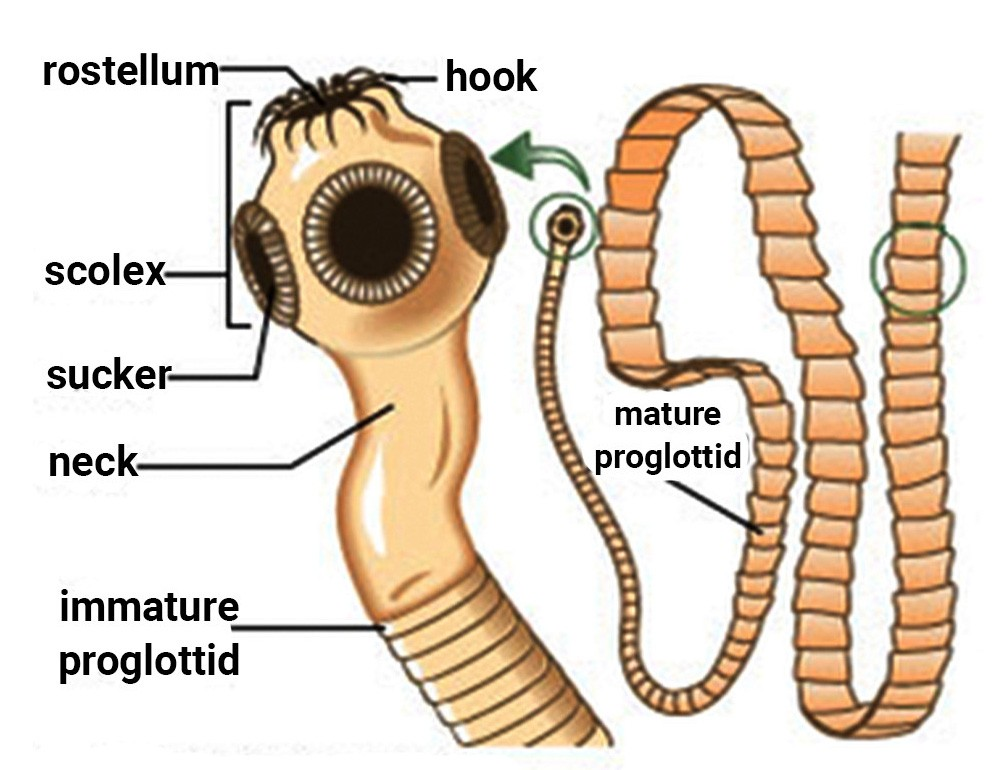 rostellum
hook
scolex
sucker
neck
immature
proglottid
mature
proglottid